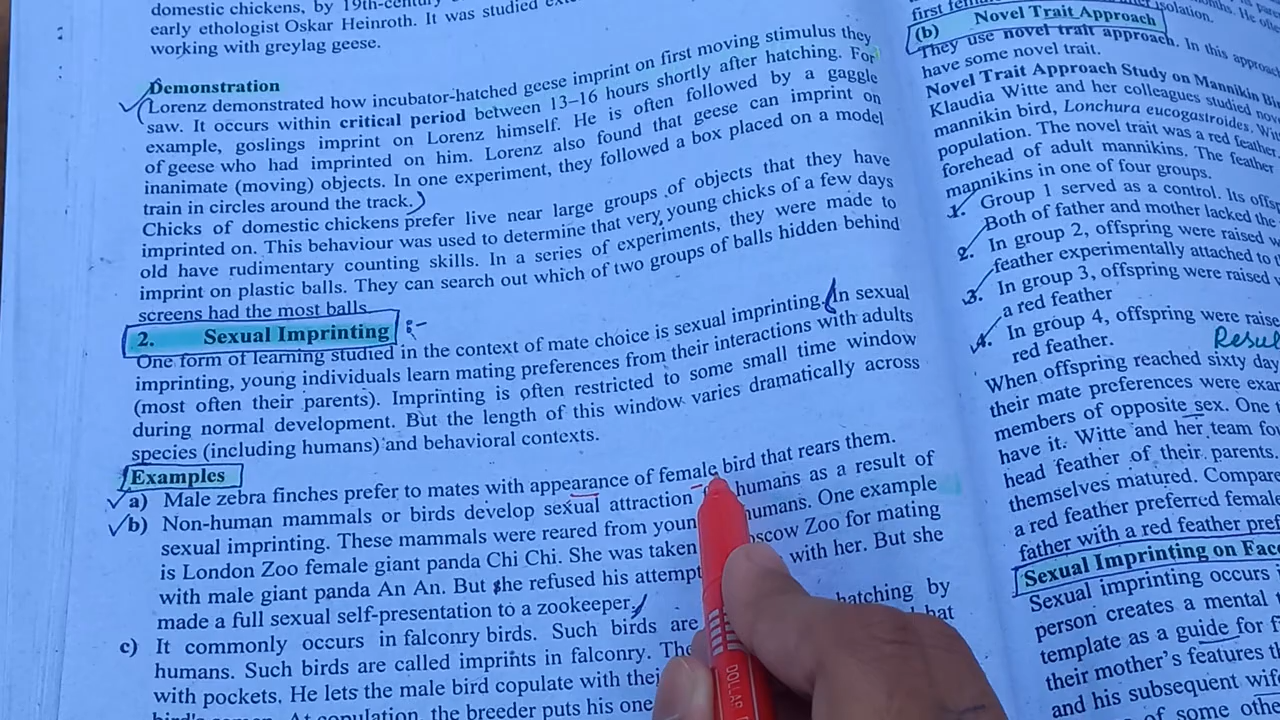 domestic chickens, by 19th-century
early ethologist Oskar Heinroth. It was studied
working with greylag geese.
Demonstration
Lorenz demonstrated how incubator-hatched geese imprint on first moving stimulus they
saw. It occurs within critical period between 13–16 hours shortly after hatching. For
example, goslings imprint on Lorenz himself. He is often followed by a gaggle
of geese who had imprinted on him. Lorenz also found that geese can imprint on
inanimate (moving) objects. In one experiment, they followed a box placed on a model
train in circles around the track.
Chicks of domestic chickens prefer live near large groups of objects that they have
imprinted on. This behaviour was used to determine that very young chicks of a few days
old have rudimentary counting skills. In a series of experiments, they were made to
imprint on plastic balls. They can search out which of two groups of balls hidden behind
screens had the most balls
2. Sexual Imprinting :-
One form of learning studied in the context of mate choice is sexual imprinting. In sexual
imprinting, young individuals learn mating preferences from their interactions with adults
(most often their parents). Imprinting is often restricted to some small time window
during normal development. But the length of this window varies dramatically across
species (including humans) and behavioral contexts.
Examples
a) Male zebra finches prefer to mates with appearance of female bird that rears them.
b) Non-human mammals or birds develop sexual attraction humans as a result of
sexual imprinting. These mammals were reared from humans. One example
is London Zoo female giant panda Chi Chi. She was taken Zoo for mating
with male giant panda An An. But she refused his with her. But she
made a full sexual self-presentation to a zookeeper.
c) It commonly occurs in falconry birds. Such birds are hatching by
humans. Such birds are called imprints in falconry. hat
with pockets. He lets the male bird copulate with
the breeder puts his one
first isolation.
(b) Novel Trait Approach
They use novel trait approach. In this
have some novel trait.
Novel Trait Approach Study on Mannikin
Klaudia Witte and her colleagues studied
mannikin bird, Lonchura eucogastroides.
population. The novel trait was a red feather
forehead of adult mannikins. The feather
mannikins in one of four groups.
1. Group 1 served as a control. Its
Both of father and mother lacked the
2. In group 2, offspring were raised
feather experimentally attached to
3. In group 3, offspring were raised
a red feather
4. In group 4, offspring were
red feather.
When offspring reached sixty
their mate preferences were
members of opposite sex. One
have it. Witte and her team
head feather of their parents.
themselves matured.
a red feather preferred
father with a red feather
Sexual Imprinting on
Sexual imprinting occurs
person creates a mental
template as a guide for
their mother's features
and his subsequent
of some